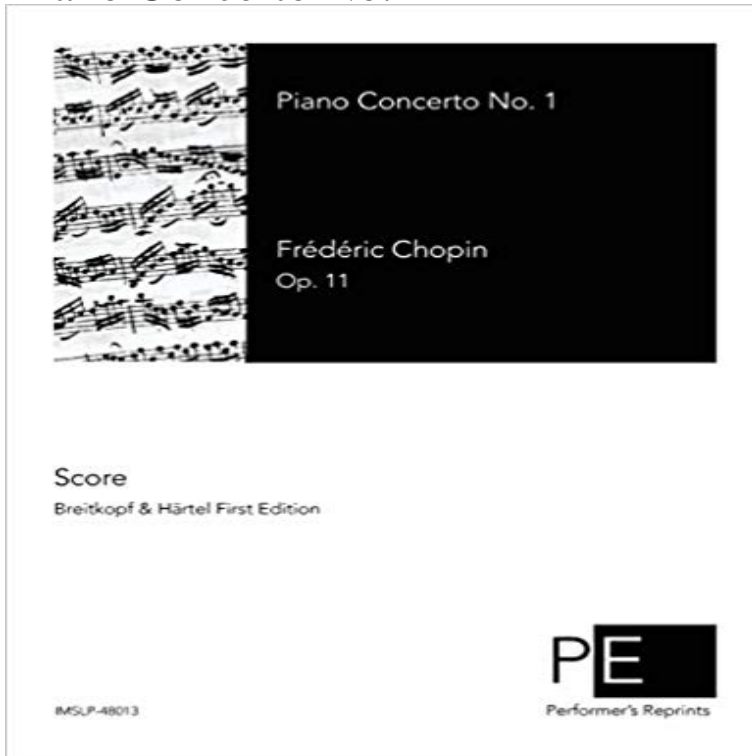 Piano Concerto No. 1
Frédéric Chopin
Op. 11
Score
Breitkopf & Härtel First Edition
PE
IMSLP-48013
Performer's Reprints